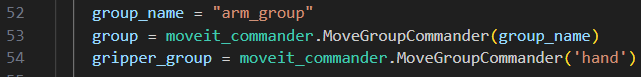 52 group_name = "arm_group"
53 group = moveit_commander.MoveGroupCommander(group_name)
54 gripper_group = moveit_commander.MoveGroupCommander('hand')